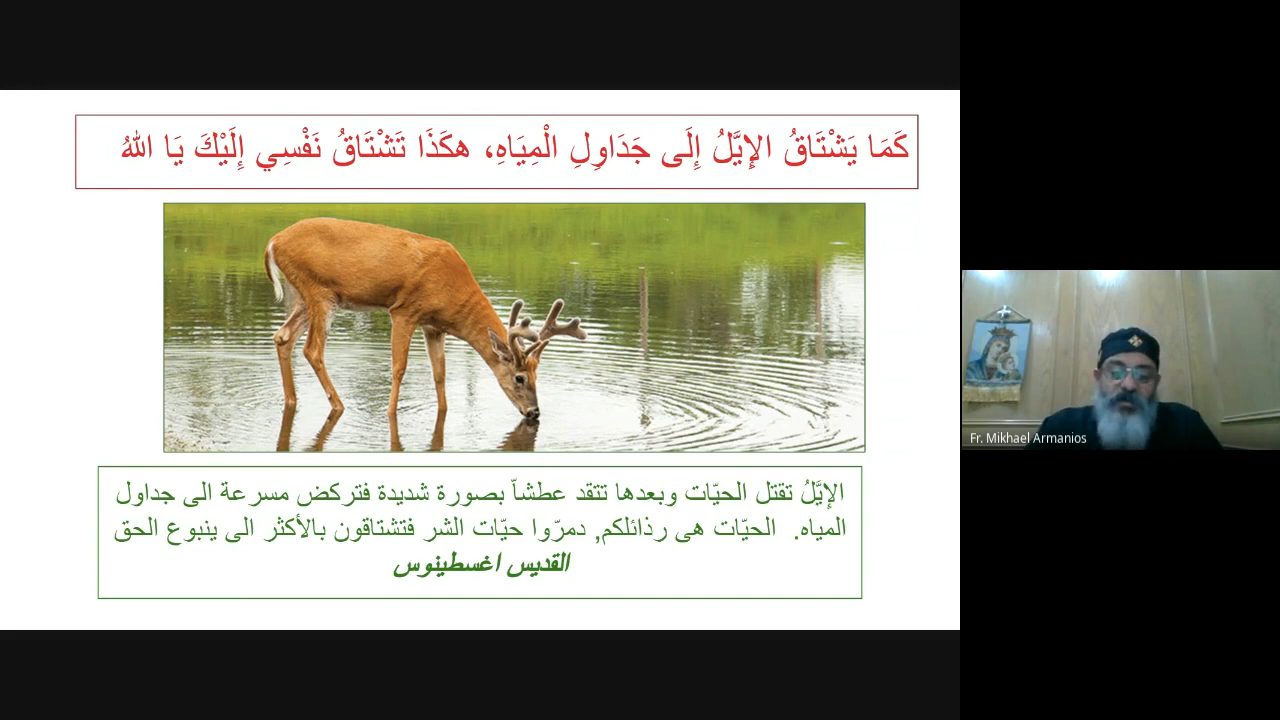 كَمَا يَشْتَاقُ الإِيَّلُ إِلَى جَدَاوِلِ الْمِيَاهِ، هكَذَا تَشْتَاقُ نَفْسِي إِلَيْكَ يَا اللهُ
الإِيَّلُ تقتل الحيّات وبعدها تتقد عطشاّ بصورة شديدة فتركض مسرعة الى جداول
المياه. الحيّات هى رذائلكم, دمرّوا حيّات الشر فتشتاقون بالأكثر الى ينبوع الحق
القديس اغسطينوس
Fr. Mikhael Armanios